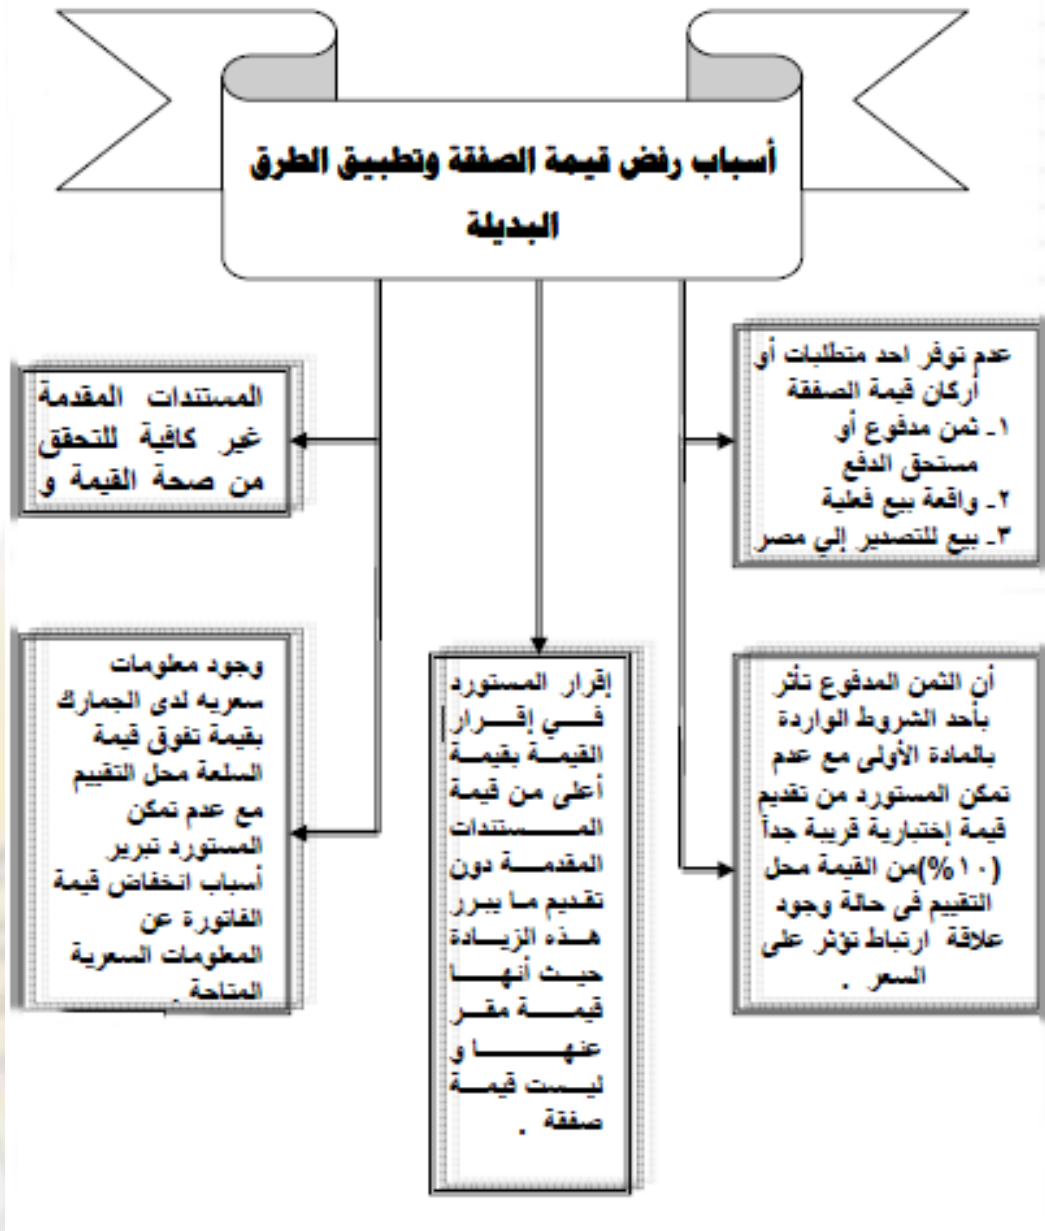 أسباب رفض قيمة الصفقة وتطبيق الطرق
البديلة
عدم توفر احد متطلبات أو
أركان قيمة الصفقة
١ـ ثمن مدفوع أو
مستحق الدفع
٢ـ واقعة بيع فعلية
٣ـ بيع للتصدير إلي مصر
المستندات المقدمة
غير كافية للتحقق
من صحة القيمة و
أن الثمن المدفوع تأثر
بأحد الشروط الواردة
بالمادة الأولى مع عدم
تمكن المستورد من تقديم
قيمة إختبارية قريبة جداً
(١٠%)من القيمة محل
التقييم فى حالة وجود
علاقة ارتباط تؤثر على
السعر .
إقرار المستورد
في إقرار
القيمة بقيمة
أعلى من قيمة
المستندات
المقدمة دون
تقديم ما يبرر
هذه الزيادة
حيث أنها
قيمة مقر
عنها و
ليست قيمة
صفقة .
وجود معلومات
سعريه لدى الجمارك
بقيمة تفوق قيمة
السلعة محل التقييم
مع عدم تمكن
المستورد تبرير
أسباب انخفاض قيمة
الفاتورة عن
المعلومات السعرية
المتاحة .